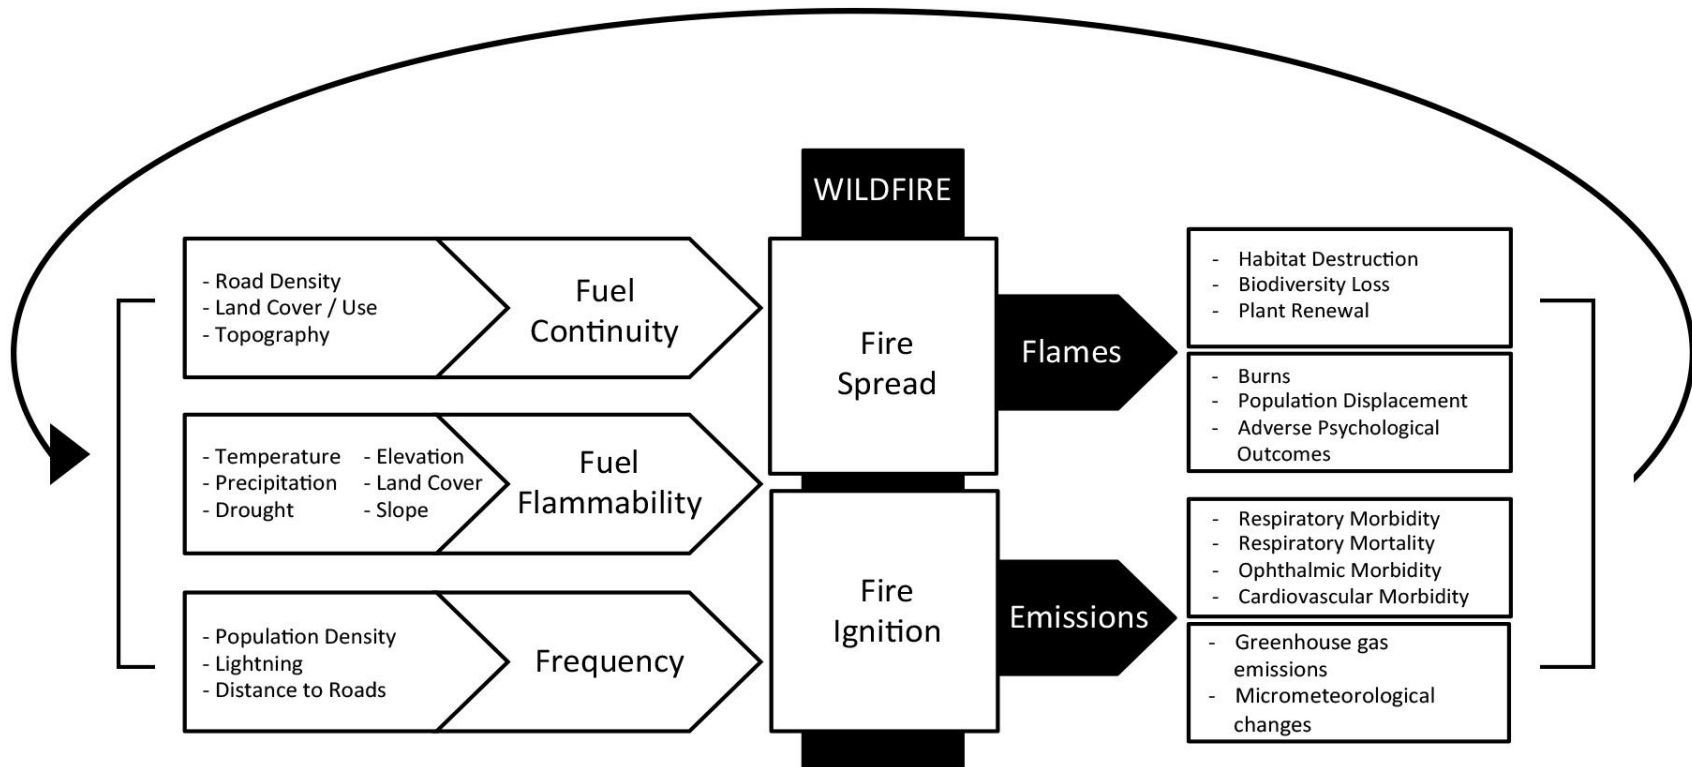 WILDFIRE
- Road Density
- Land Cover / Use
- Topography
Fuel
Continuity
- Temperature
- Precipitation
- Drought
- Elevation
- Land Cover
- Slope
Fuel
Flammability
- Population Density
- Lightning
- Distance to Roads
Frequency
Fire
Spread
Fire
Ignition
Flames
Emissions
- Habitat Destruction
- Biodiversity Loss
- Plant Renewal
- Burns
- Population Displacement
- Adverse Psychological
Outcomes
- Respiratory Morbidity
- Respiratory Mortality
- Ophthalmic Morbidity
- Cardiovascular Morbidity
- Greenhouse gas
emissions
- Micrometeorological
changes